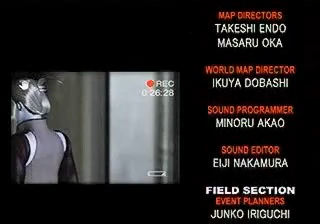 MAP DIRECTORS
TAKESHI ENDO
MASARU OKA
WORLD MAP DIRECTOR
IKUYA DOBASHI
REC
0:26:28
SOUND PROGRAMMER
MINORU AKAO
SOUND EDITOR
EIJI NAKAMURA
FIELD SECTION
EVENT PLANNERS
JUNKO IRIGUCHI